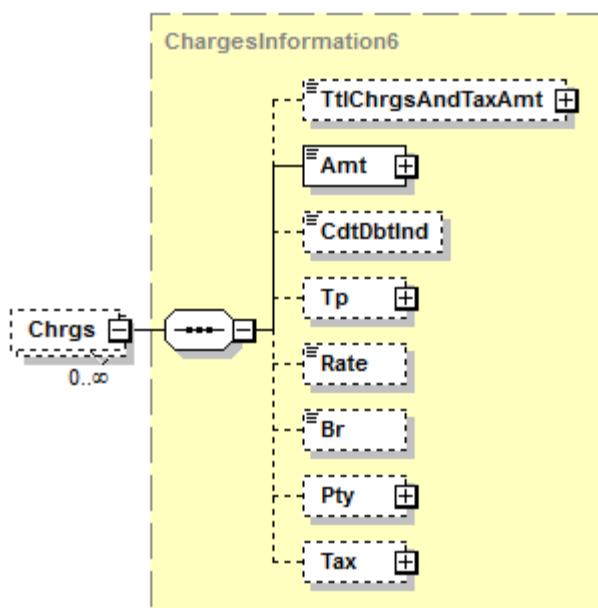 ChargesInformation6
TtlChrgsAndTaxAmt
Amt
CdtDbtInd
Tp
Chrgs
0..∞
Rate
Br
Pty
Tax